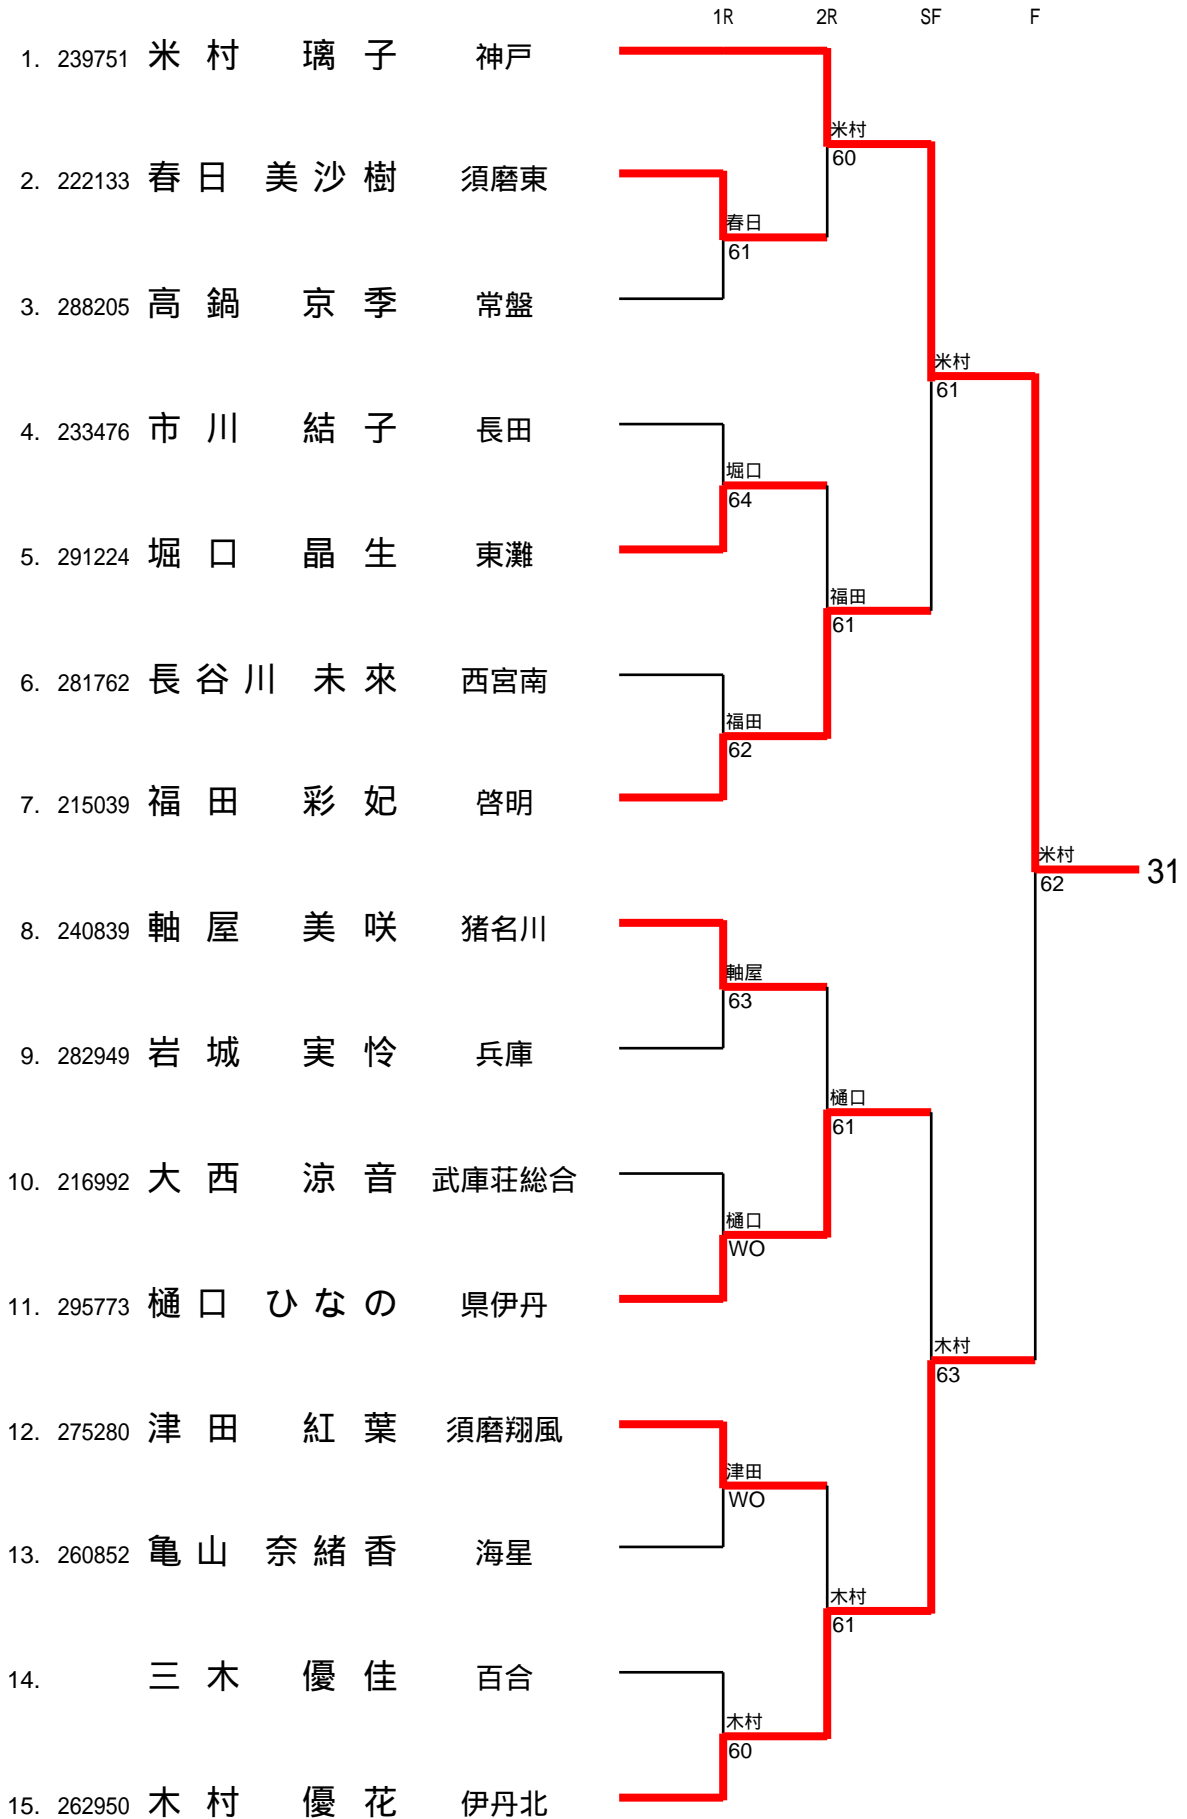 1R 2R SF F
1. 239751 米村 璃子 神戸
米村
60
2. 222133 春日 美沙樹 須磨東
春日
61
3. 288205 高鍋 京季 常盤
米村
61
4. 233476 市川 結子 長田
堀口
64
5. 291224 堀口 晶生 東灘
福田
61
6. 281762 長谷川 未來 西宮南
福田
62
7. 215039 福田 彩妃 啓明
米村
62
31
8. 240839 軸屋 美咲 猪名川
軸屋
63
9. 282949 岩城 実怜 兵庫
樋口
61
10. 216992 大西 涼音 武庫荘総合
樋口
WO
11. 295773 樋口 ひなの 県伊丹
木村
63
12. 275280 津田 紅葉 須磨翔風
津田
WO
13. 260852 亀山 奈緒香 海星
木村
61
14. 三木 優佳 百合
木村
60
15. 262950 木村 優花 伊丹北